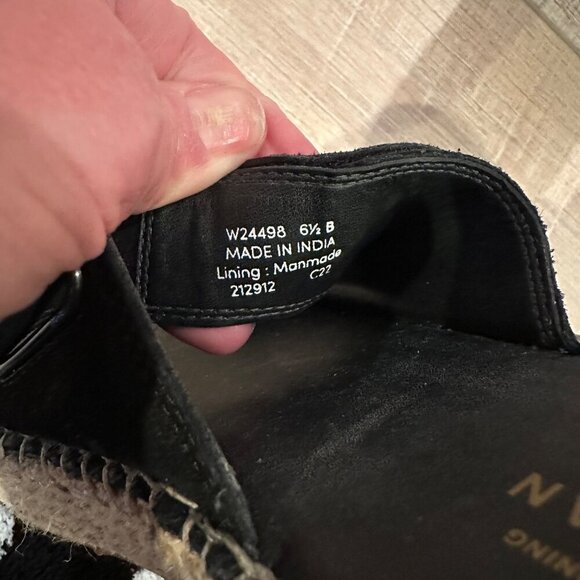 W24498 6½ B
MADE IN INDIA
Lining : Manmade
212912 C22